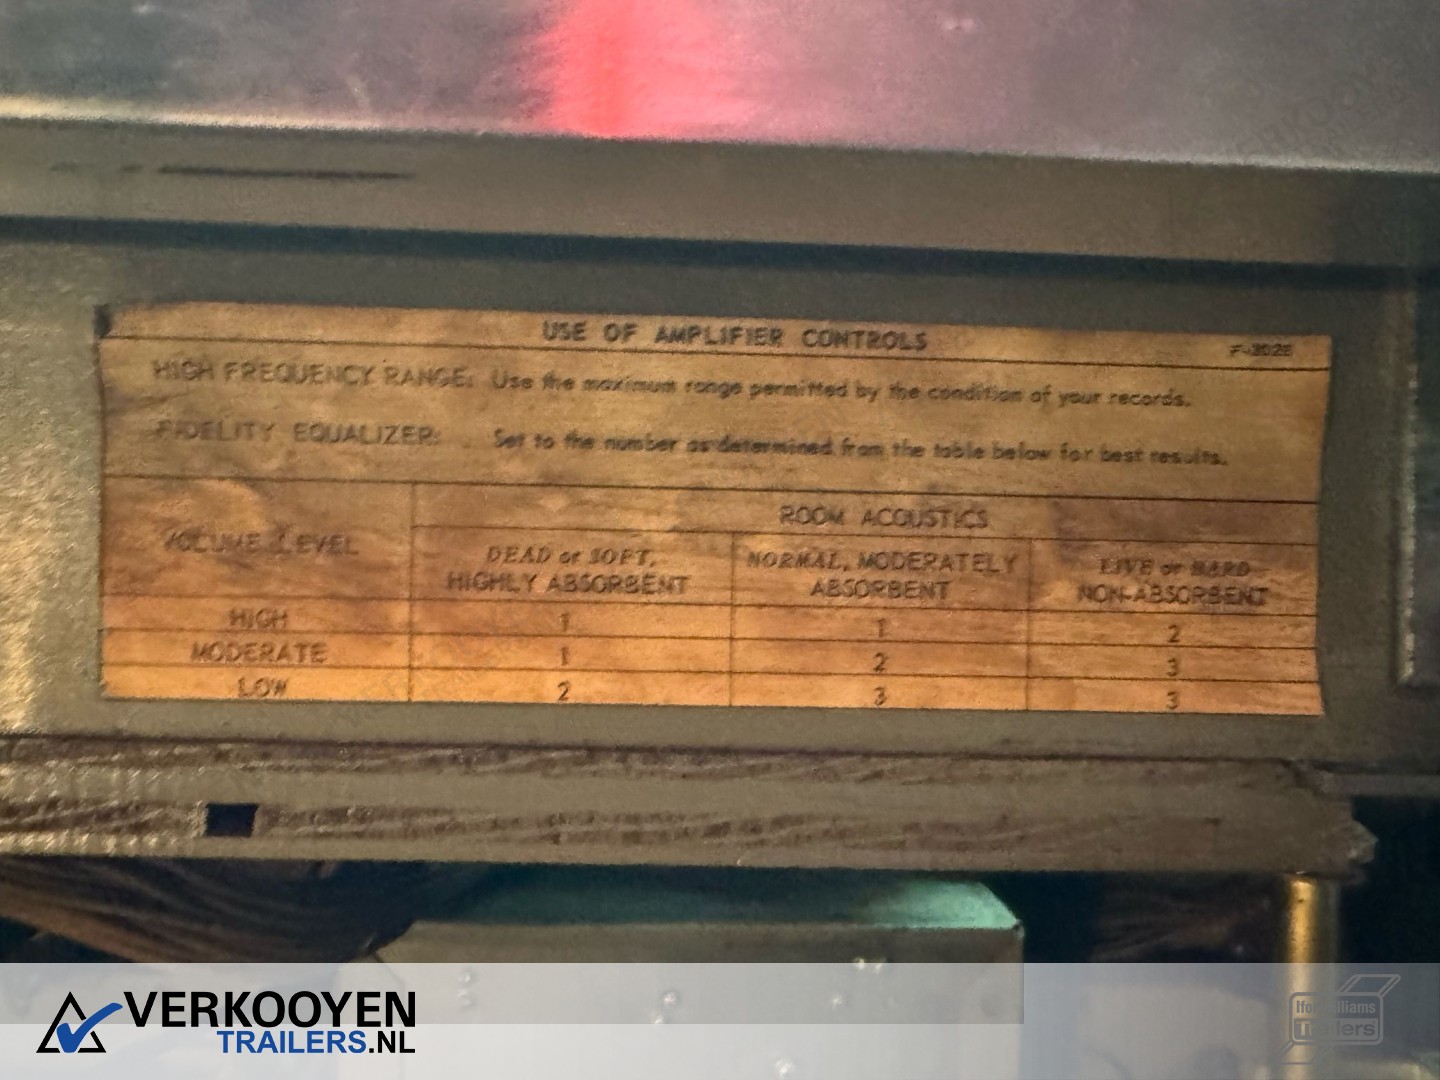 USE OF AMPLIFIER CONTROLS
HIGH FREQUENCY RANGE: Use the maximum range permitted by the condition of your records.
FIDELITY EQUALIZER: Set to the number as determined from the table below for best results.
VOLUME LEVEL
ROOM ACOUSTICS
DEAD or SOFT, HIGHLY ABSORBENT
NORMAL, MODERATELY ABSORBENT
LIVE or HARD NON-ABSORBENT
HIGH 1 1 2
MODERATE 1 2 3
LOW 2 3 3
VERKOOYEN
TRAILERS.NL
Ifor Williams
Trailers